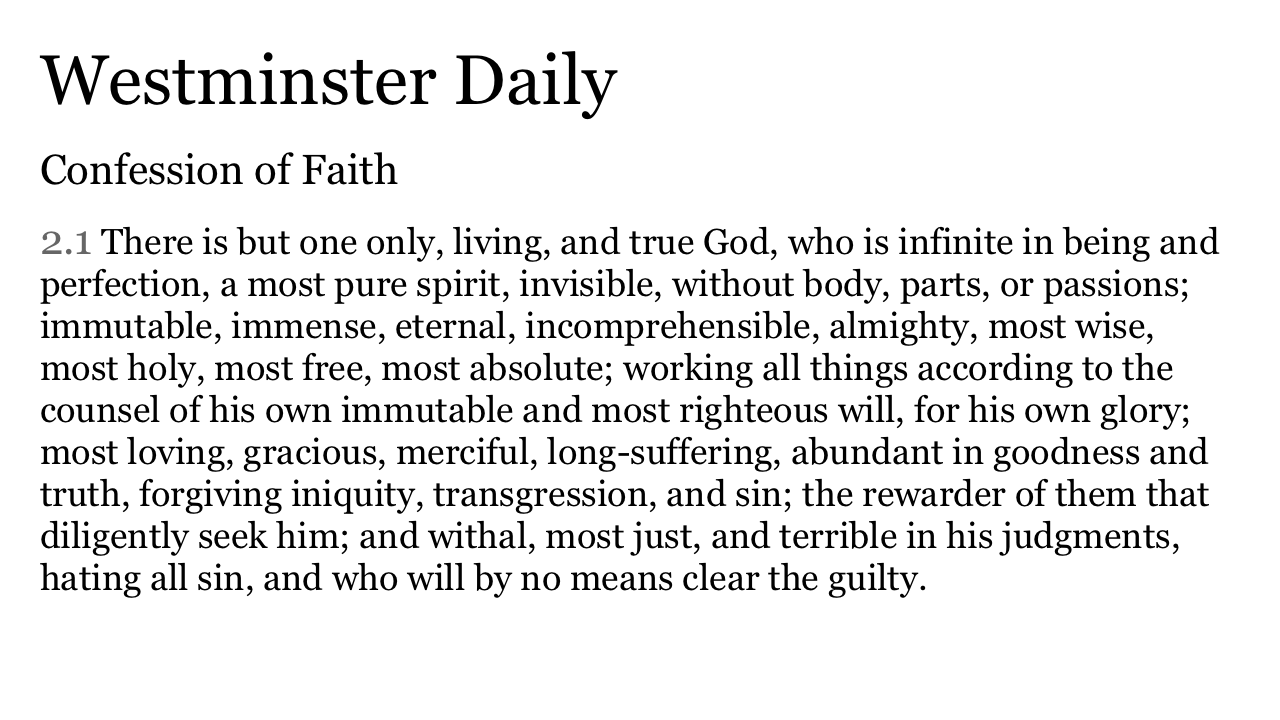 Westminster Daily
Confession of Faith
2.1 There is but one only, living, and true God, who is infinite in being and
perfection, a most pure spirit, invisible, without body, parts, or passions;
immutable, immense, eternal, incomprehensible, almighty, most wise,
most holy, most free, most absolute; working all things according to the
counsel of his own immutable and most righteous will, for his own glory;
most loving, gracious, merciful, long-suffering, abundant in goodness and
truth, forgiving iniquity, transgression, and sin; the rewarder of them that
diligently seek him; and withal, most just, and terrible in his judgments,
hating all sin, and who will by no means clear the guilty.